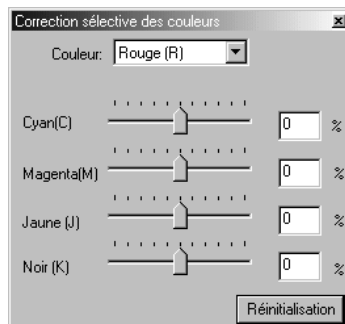 Correction sélective des couleurs
Couleur: Rouge (R)
Cyan(C) 0 %
Magenta(M) 0 %
Jaune (J) 0 %
Noir (K) 0 %
Réinitialisation